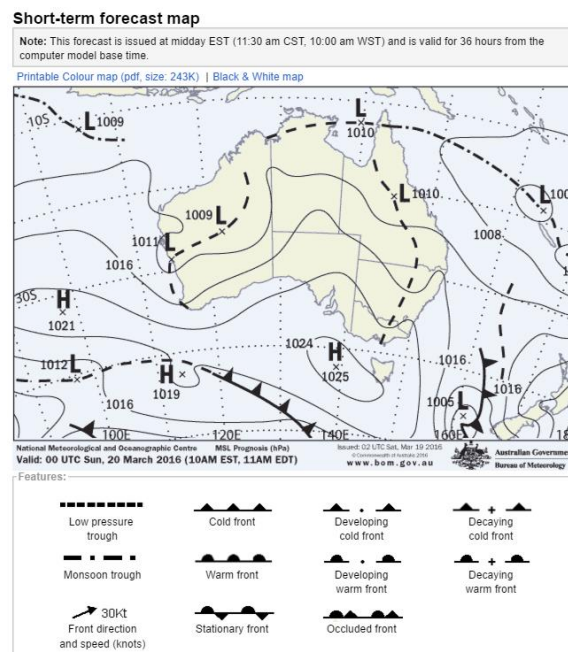 Short-term forecast map
Note: This forecast is issued at midday EST (11:30 am CST, 10:00 am WST) and is valid for 36 hours from the
computer model base time.
Printable Colour map (pdf, size: 243K) | Black & White map
10S
L 1009
L
1010
1009 L
L 1010
1011
L
1008
1016
30S
H
1021
1024
H
1025
1012 L
H
1019
1016
1016
1016
1005 L
100E
120E
140E
160E
National Meteorological and Oceanographic Centre MSL Prognosis (hPa)
Valid: 00 UTC Sun, 20 March 2016 (10AM EST, 11AM EDT)
Issued: 02 UTC Sat, Mar 19 2016
© Commonwealth of Australia 2016
www.bom.gov.au
Australian Governme
Bureau of Meteorology
Features:
Low pressure
trough
Cold front
Developing
cold front
Decaying
cold front
Monsoon trough
Warm front
Developing
warm front
Decaying
warm front
30Kt
Front direction
and speed (knots)
Stationary front
Occluded front